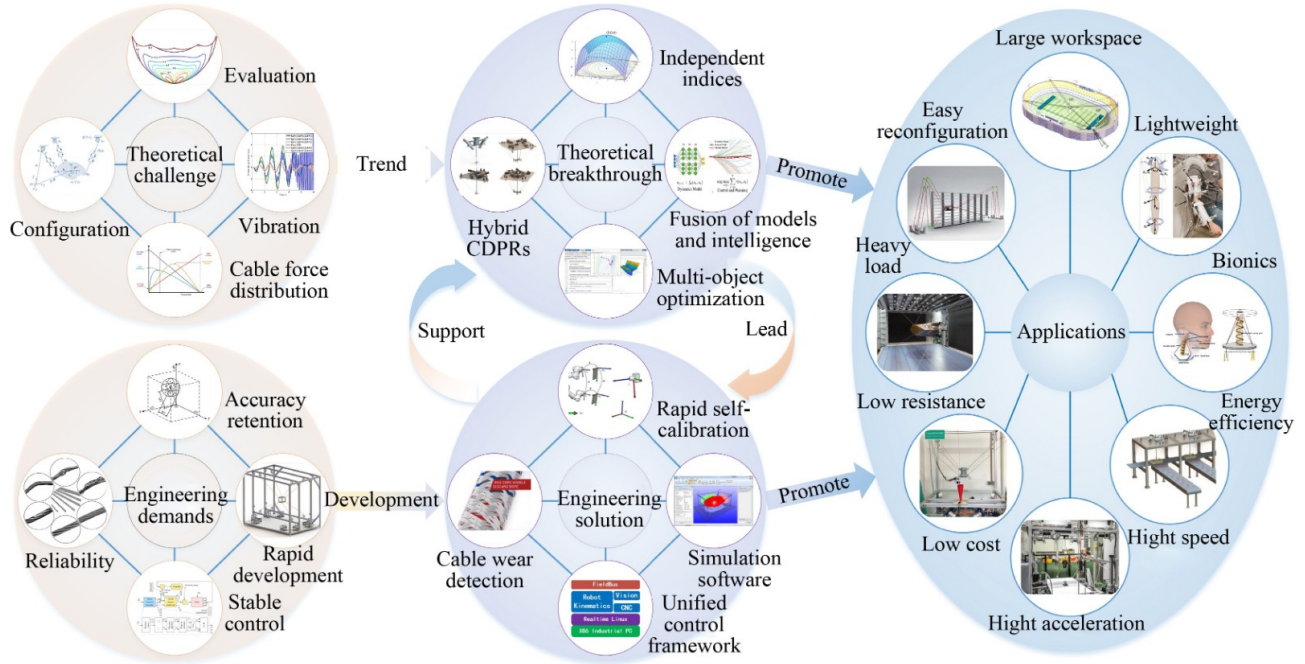 Evaluation
Theoretical
challenge
Configuration
Vibration
Cable force
distribution
Trend
Independent
indices
Theoretical
breakthrough
Hybrid
CDPRs
Fusion of models
and intelligence
Multi-object
optimization
Promote
Support
Lead
Accuracy
retention
Engineering
demands
Reliability
Rapid
development
Stable
control
Development
Rapid self-
calibration
Engineering
solution
Cable wear
detection
Simulation
software
FieldBus
Robot
Kinematics
Vision
CNC
Realtime Linux
X86 Industrial PC
Unified
control
framework
Promote
Large workspace
Easy
reconfiguration
Lightweight
Heavy
load
Bionics
Applications
Low resistance
Energy
efficiency
Low cost
Hight speed
Hight acceleration